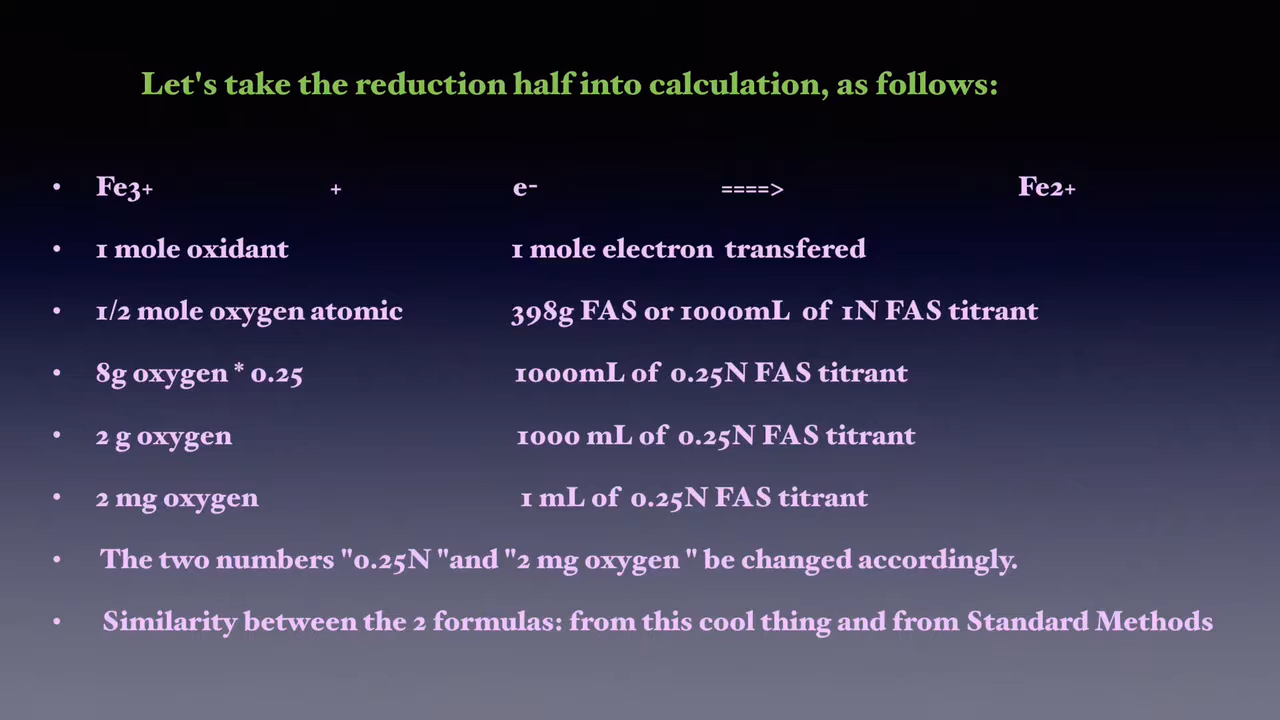 Let's take the reduction half into calculation, as follows:
• Fe3+ + e- ====> Fe2+
• 1 mole oxidant 1 mole electron transfered
• 1/2 mole oxygen atomic 398g FAS or 1000mL of 1N FAS titrant
• 8g oxygen * 0.25 1000mL of 0.25N FAS titrant
• 2 g oxygen 1000 mL of 0.25N FAS titrant
• 2 mg oxygen 1 mL of 0.25N FAS titrant
• The two numbers "0.25N "and "2 mg oxygen " be changed accordingly.
• Similarity between the 2 formulas: from this cool thing and from Standard Methods